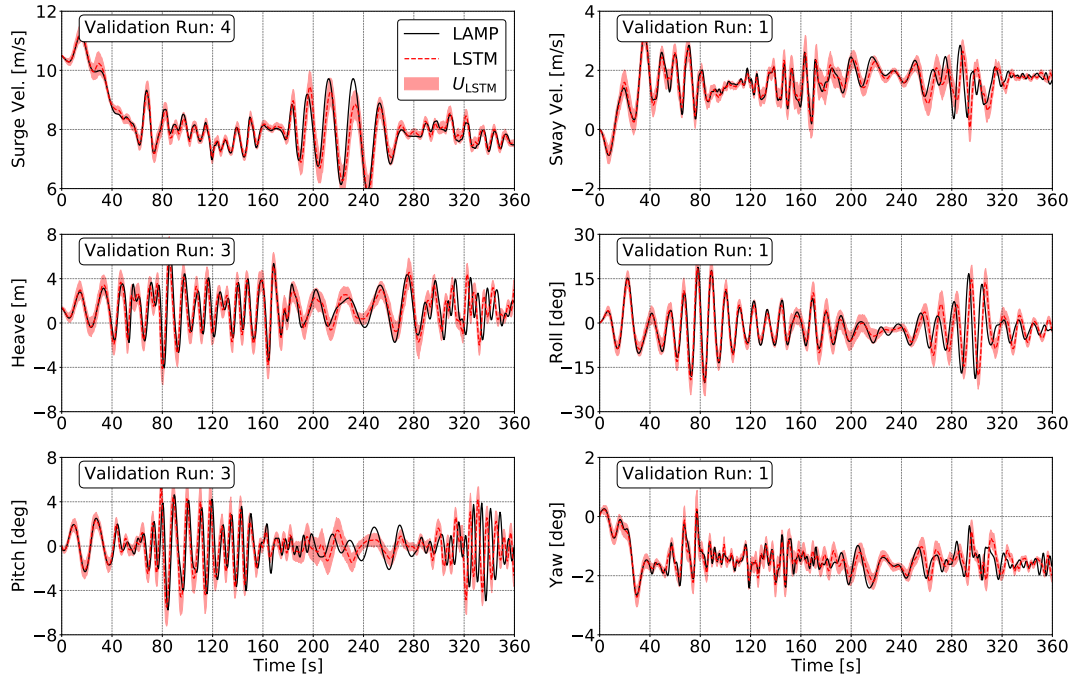 Validation Run: 4
LAMP
LSTM
U_LSTM
Surge Vel. [m/s]
12
10
8
6
0 40 80 120 160 200 240 280 320 360
Validation Run: 1
Sway Vel. [m/s]
4
2
0
−2
0 40 80 120 160 200 240 280 320 360
Validation Run: 3
Heave [m]
8
4
0
−4
−8
0 40 80 120 160 200 240 280 320 360
Validation Run: 1
Roll [deg]
30
15
0
−15
−30
0 40 80 120 160 200 240 280 320 360
Validation Run: 3
Pitch [deg]
8
4
0
−4
−8
0 40 80 120 160 200 240 280 320 360
Time [s]
Validation Run: 1
Yaw [deg]
2
0
−2
−4
0 40 80 120 160 200 240 280 320 360
Time [s]